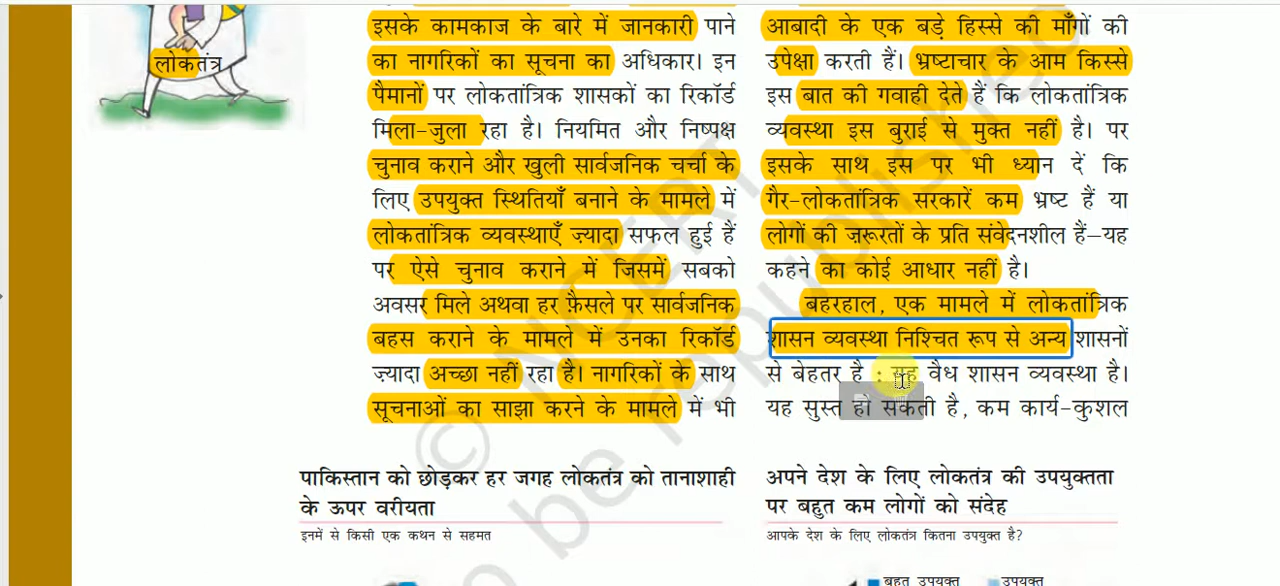 लोकतंत्र
इसके कामकाज के बारे में जानकारी पाने
का नागरिकों का सूचना का अधिकार। इन
पैमानों पर लोकतांत्रिक शासकों का रिकॉर्ड
मिला-जुला रहा है। नियमित और निष्पक्ष
चुनाव कराने और खुली सार्वजनिक चर्चा के
लिए उपयुक्त स्थितियाँ बनाने के मामले में
लोकतांत्रिक व्यवस्थाएँ ज़्यादा सफल हुई हैं
पर ऐसे चुनाव कराने में जिसमें सबको
अवसर मिले अथवा हर फ़ैसले पर सार्वजनिक
बहस कराने के मामले में उनका रिकॉर्ड
ज़्यादा अच्छा नहीं रहा है। नागरिकों के साथ
सूचनाओं का साझा करने के मामले में भी
आबादी के एक बड़े हिस्से की माँगों की
उपेक्षा करती हैं। भ्रष्टाचार के आम किस्से
इस बात की गवाही देते हैं कि लोकतांत्रिक
व्यवस्था इस बुराई से मुक्त नहीं है। पर
इसके साथ इस पर भी ध्यान दें कि
गैर-लोकतांत्रिक सरकारें कम भ्रष्ट हैं या
लोगों की ज़रूरतों के प्रति संवेदनशील हैं–यह
कहने का कोई आधार नहीं है।
बहरहाल, एक मामले में लोकतांत्रिक
शासन व्यवस्था निश्चित रूप से अन्य शासनों
से बेहतर है : यह वैध शासन व्यवस्था है।
यह सुस्त हो सकती है, कम कार्य-कुशल
पाकिस्तान को छोड़कर हर जगह लोकतंत्र को तानाशाही
के ऊपर वरीयता
इनमें से किसी एक कथन से सहमत
अपने देश के लिए लोकतंत्र की उपयुक्तता
पर बहुत कम लोगों को संदेह
आपके देश के लिए लोकतंत्र कितना उपयुक्त है?
बहुत उपयुक्त उपयुक्त
© NCERT
be republished